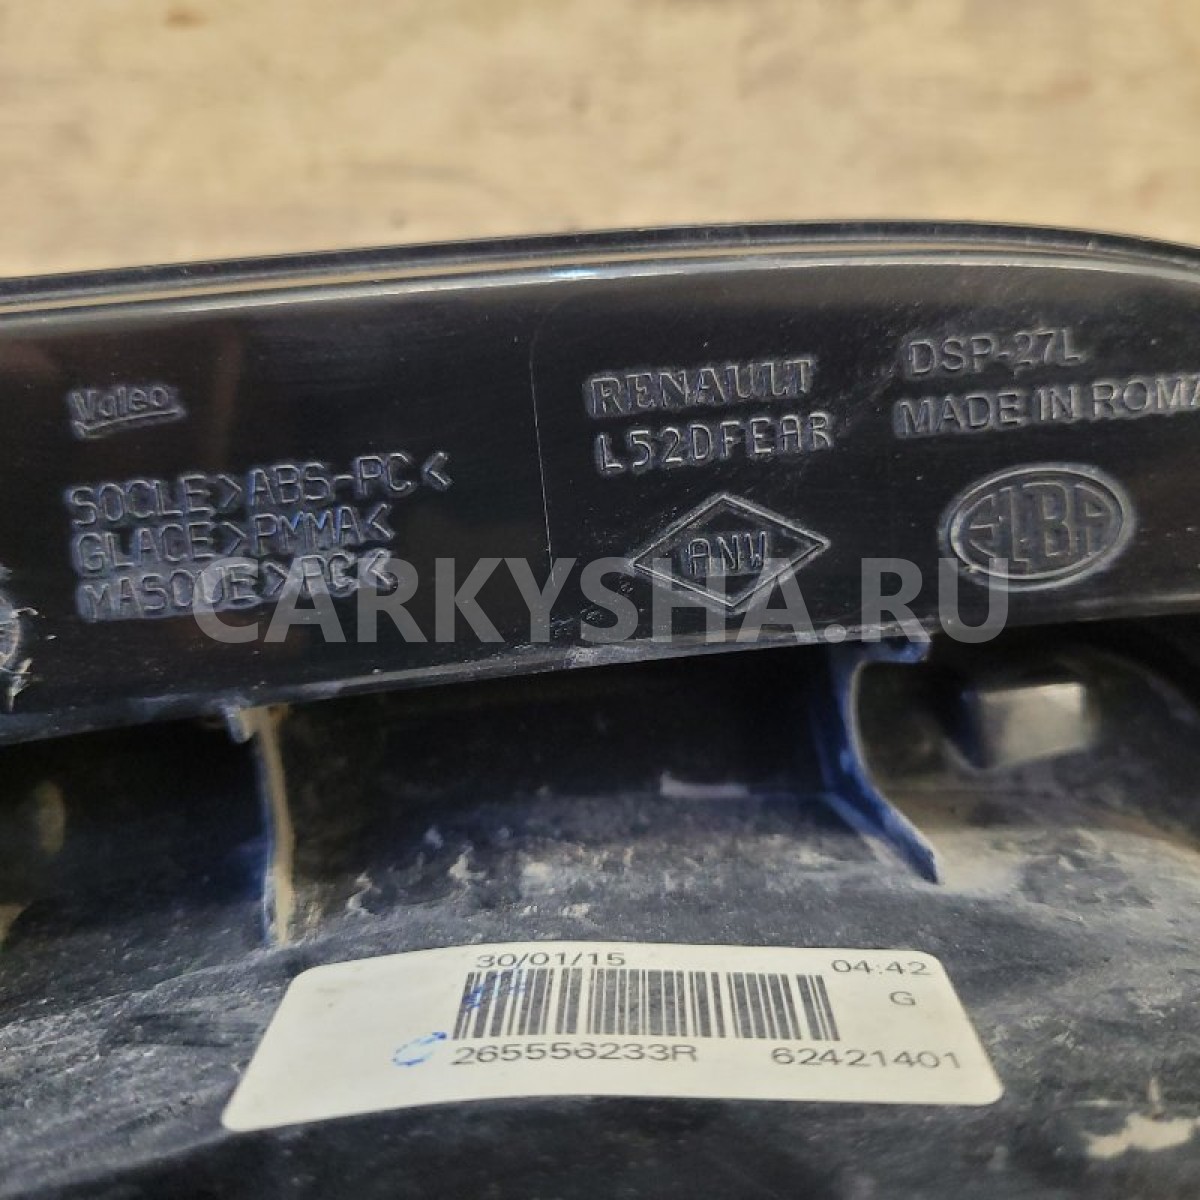 Valeo
SOCLE>ABS-PC<
GLACE>PMMA<
MASQUE>PC<
RENAULT
L52DFEAR
ANW
DSP-27L
MADE IN ROMA
ELBA
CARKYSHA.RU
30/01/15 04:42
G
265556233R 62421401